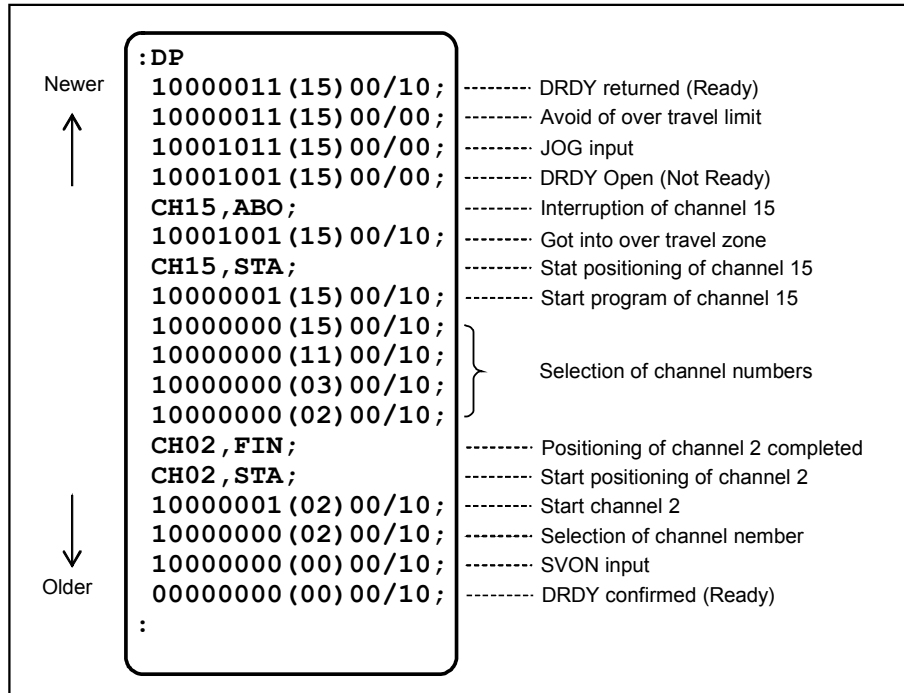 :DP
Newer 10000011(15)00/10; DRDY returned (Ready)
10000011(15)00/00; Avoid of over travel limit
10001011(15)00/00; JOG input
10001001(15)00/00; DRDY Open (Not Ready)
CH15,ABO; Interruption of channel 15
10001001(15)00/10; Got into over travel zone
CH15,STA; Stat positioning of channel 15
10000001(15)00/10; Start program of channel 15
10000000(15)00/10;
10000000(11)00/10; Selection of channel numbers
10000000(03)00/10;
10000000(02)00/10;
CH02,FIN; Positioning of channel 2 completed
CH02,STA; Start positioning of channel 2
10000001(02)00/10; Start channel 2
10000000(02)00/10; Selection of channel nember
10000000(00)00/10; SVON input
Older 00000000(00)00/10; DRDY confirmed (Ready)
: